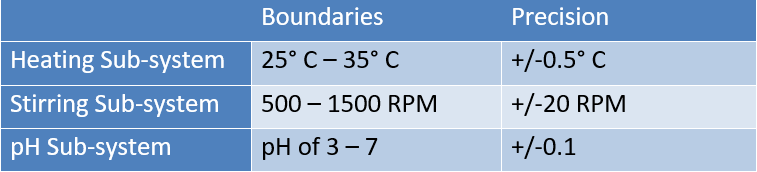 Boundaries Precision
Heating Sub-system 25° C – 35° C +/-0.5° C
Stirring Sub-system 500 – 1500 RPM +/-20 RPM
pH Sub-system pH of 3 – 7 +/-0.1